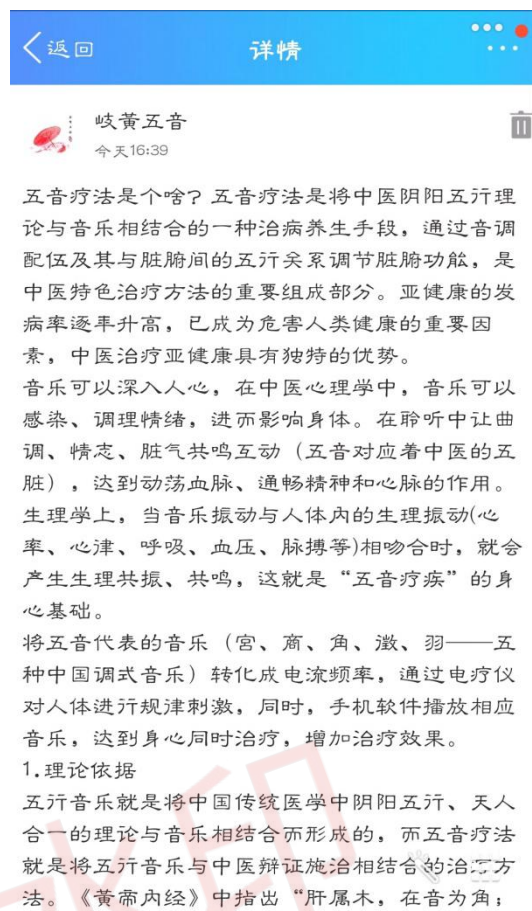 返回
详情
岐黄五音
今天16:39
五音疗法是个啥？五音疗法是将中医阴阳五行理
论与音乐相结合的一种治病养生手段，通过音调
配伍及其与脏腑间的五行关系调节脏腑功能，是
中医特色治疗方法的重要组成部分。亚健康的发
病率逐年升高，已成为危害人类健康的重要因
素，中医治疗亚健康具有独特的优势。
音乐可以深入人心，在中医心理学中，音乐可以
感染、调理情绪，进而影响身体。在聆听中让曲
调、情志、脏气共鸣互动（五音对应着中医的五
脏），达到动荡血脉、通畅精神和心脉的作用。
生理学上，当音乐振动与人体内的生理振动(心
率、心律、呼吸、血压、脉搏等)相吻合时，就会
产生生理共振、共鸣，这就是“五音疗疾”的身
心基础。
将五音代表的音乐（宫、商、角、徵、羽——五
种中国调式音乐）转化成电流频率，通过电疗仪
对人体进行规律刺激，同时，手机软件播放相应
音乐，达到身心同时治疗，增加治疗效果。
1.理论依据
五行音乐就是将中国传统医学中阴阳五行、天人
合一的理论与音乐相结合而形成的，而五音疗法
就是将五行音乐与中医辩证施治相结合的治疗方
法。《黄帝内经》中指出“肝属木，在音为角；
水印